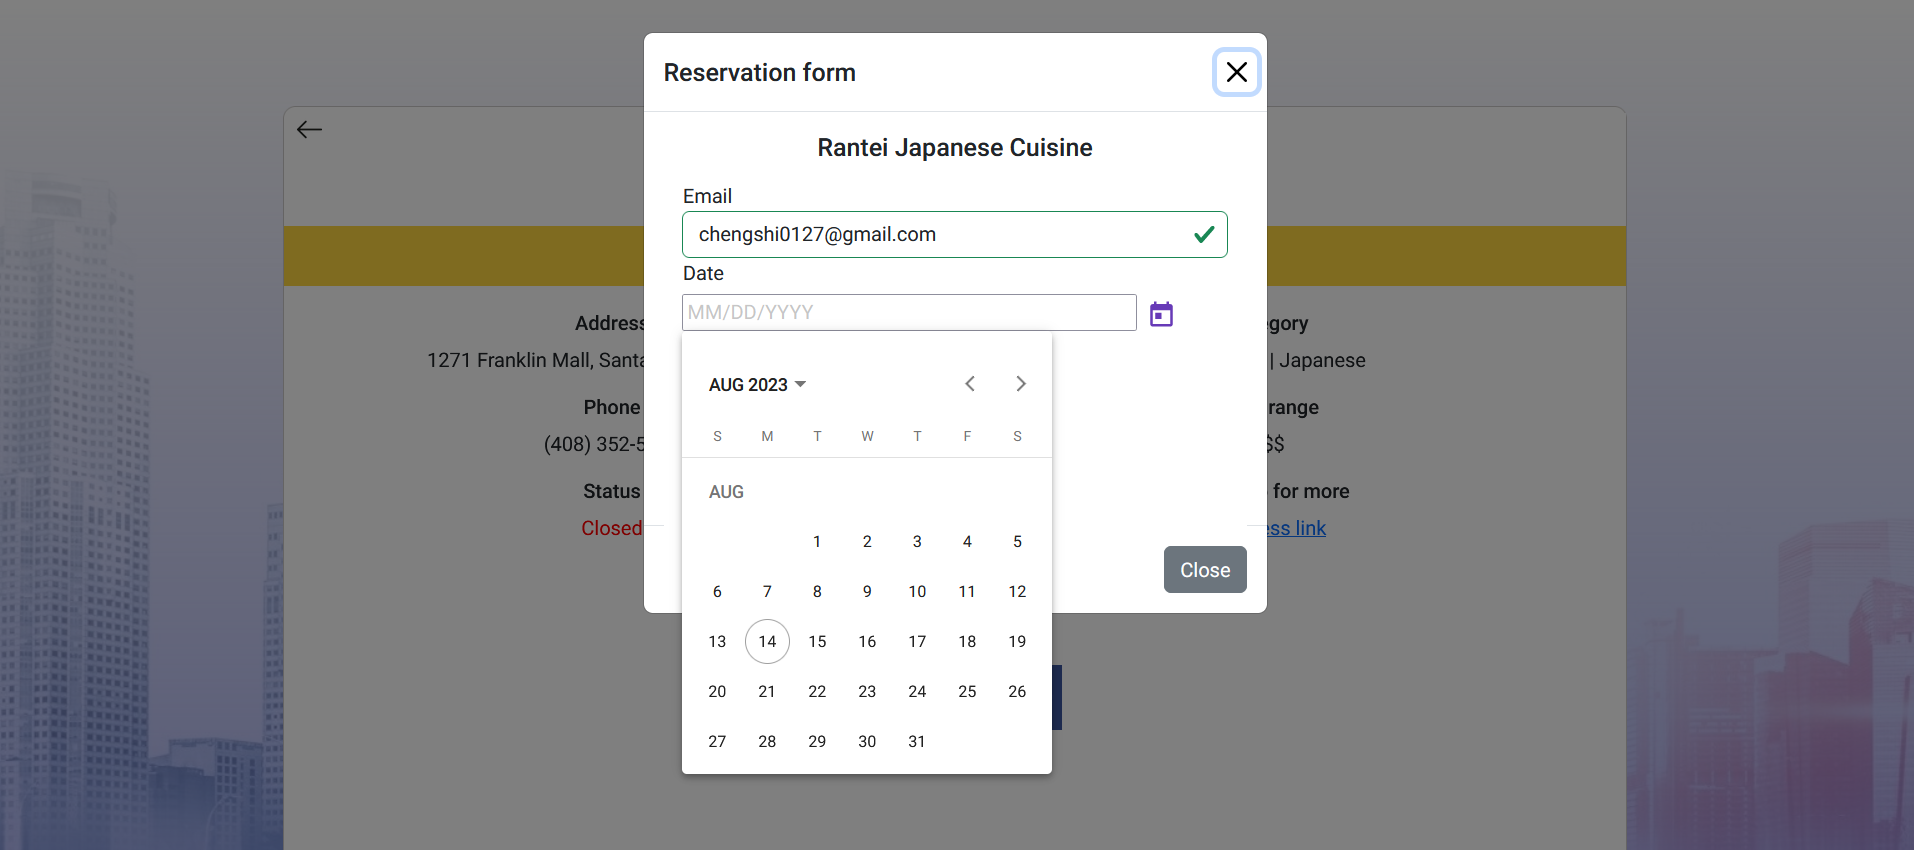 Reservation form
Rantei Japanese Cuisine
Email
chengshi0127@gmail.com
Date
MM/DD/YYYY
Address
1271 Franklin Mall, Santa
Phone
(408) 352-5
Status
Closed
egory
| Japanese
range
$$
for more
ess link
AUG 2023
S M T W T F S
AUG
1 2 3 4 5
6 7 8 9 10 11 12
13 14 15 16 17 18 19
20 21 22 23 24 25 26
27 28 29 30 31
Close